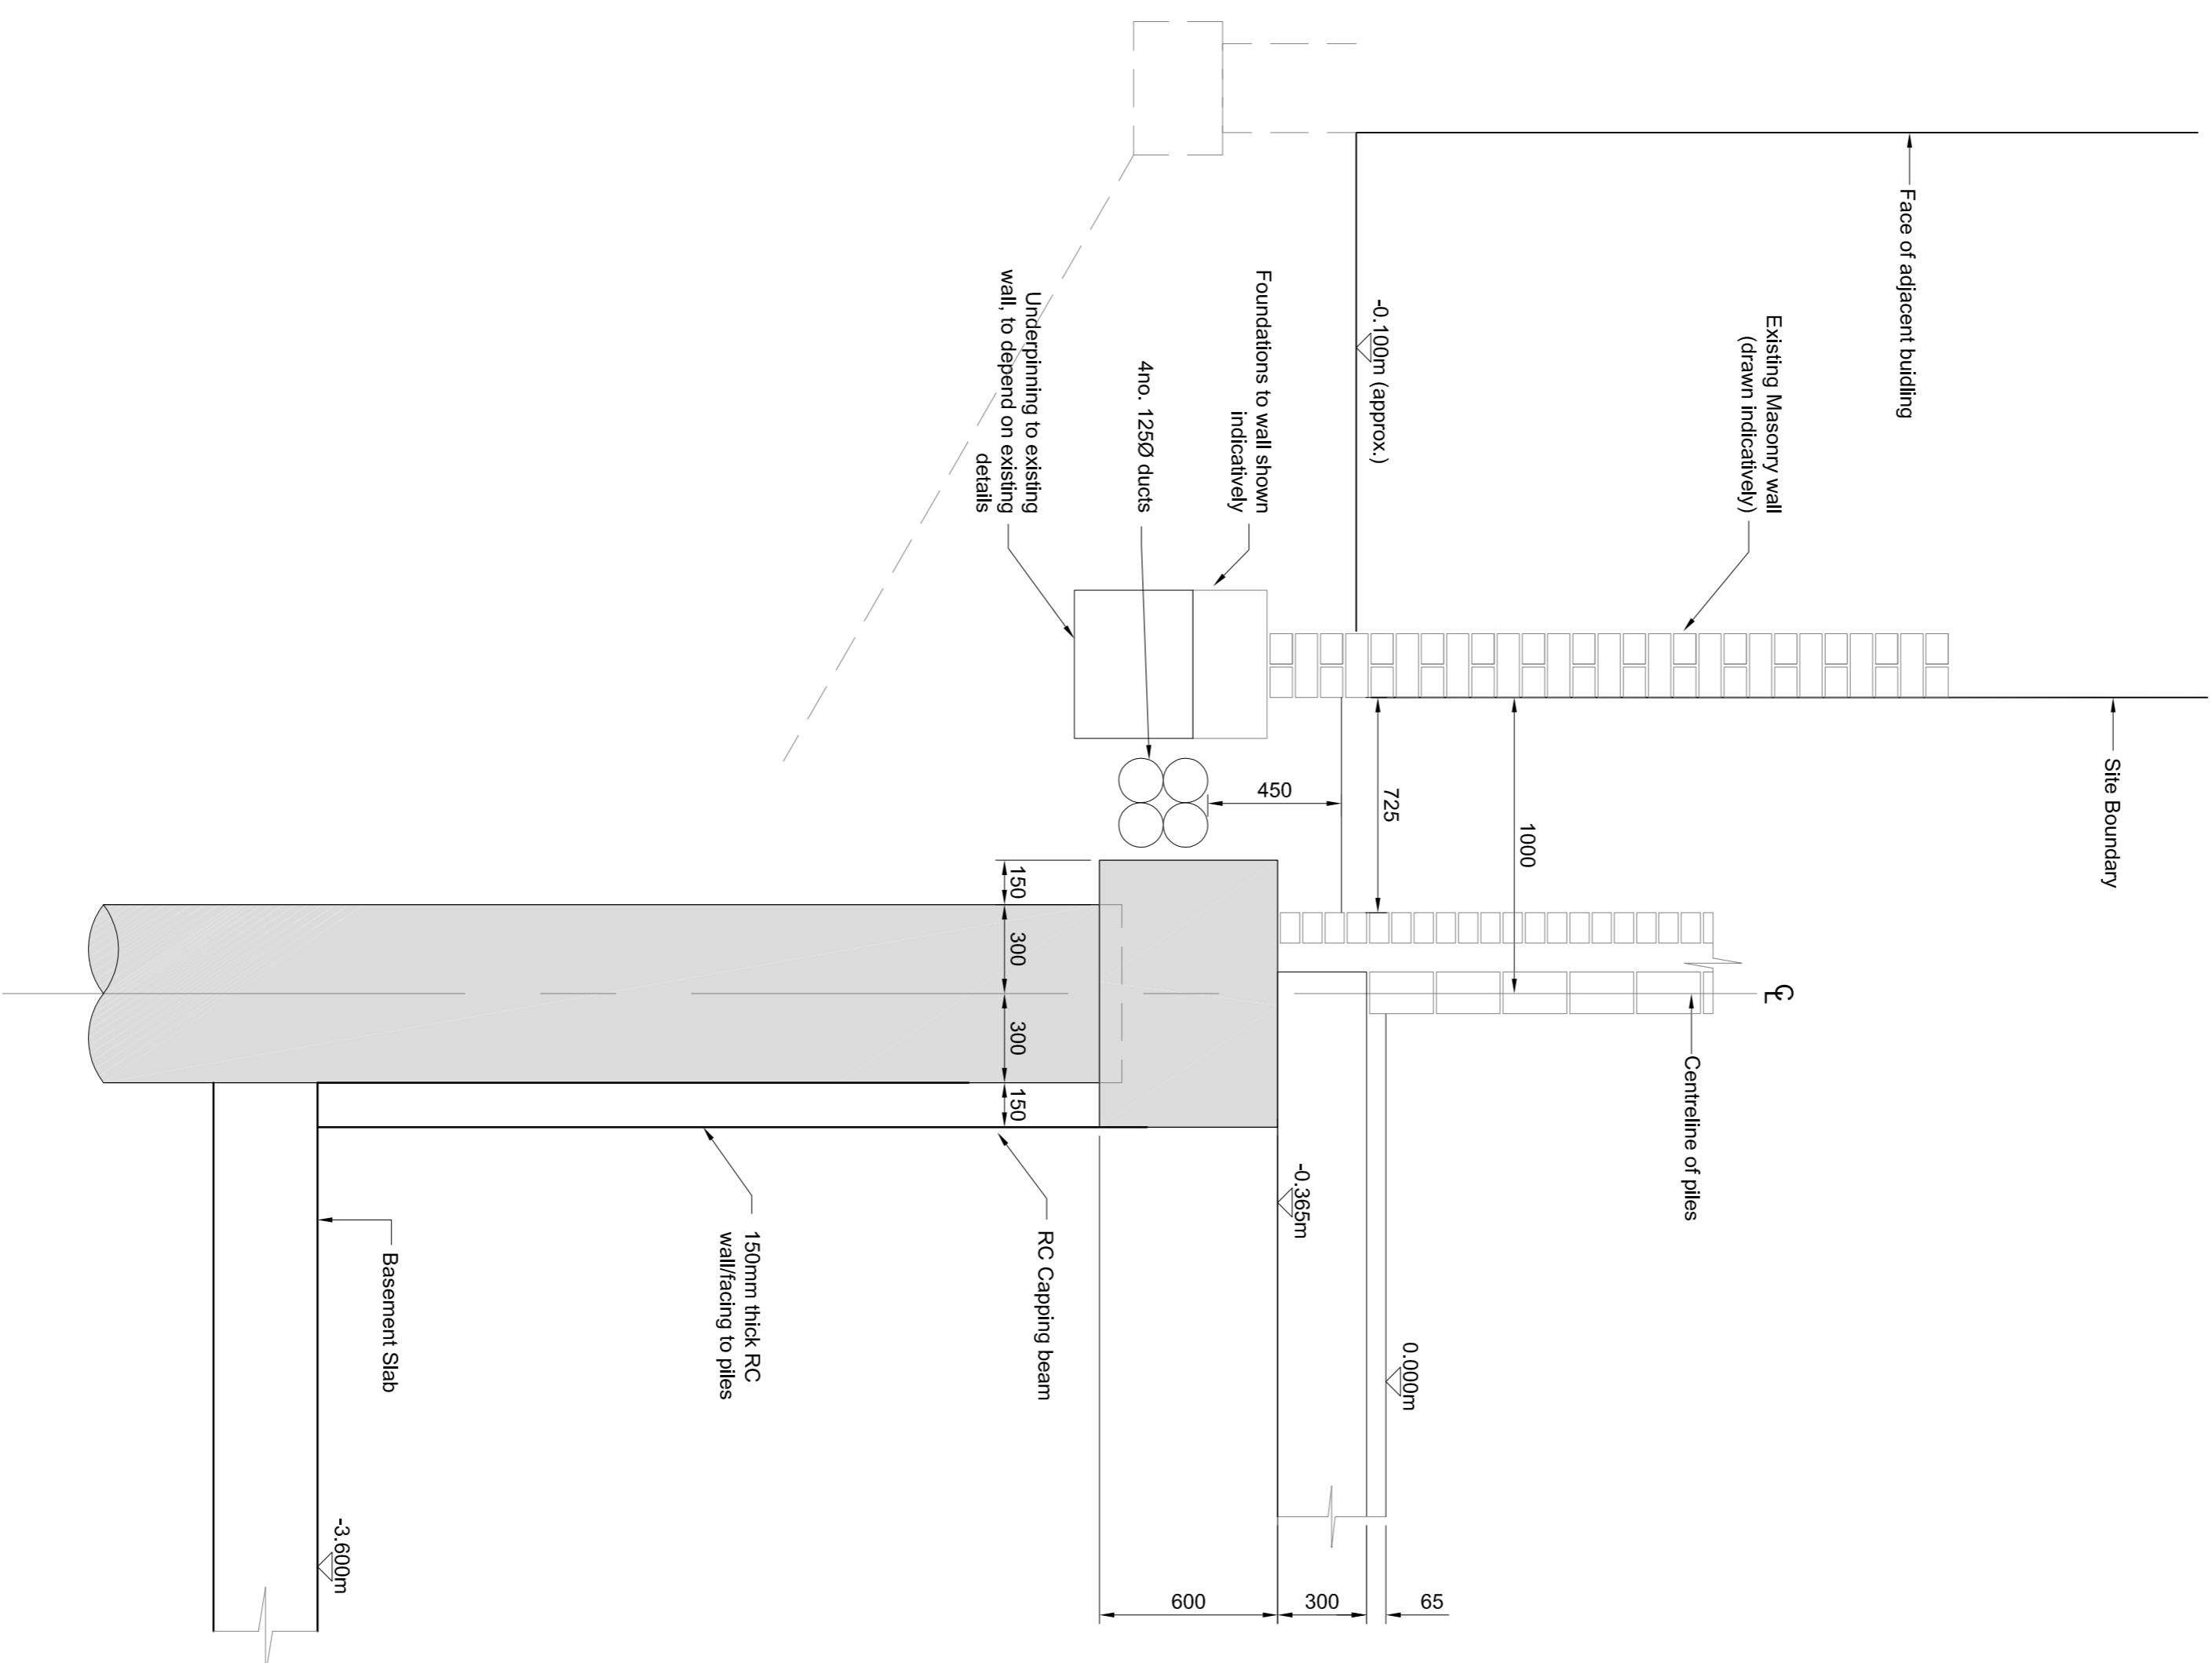 Face of adjacent buidling
Site Boundary
Existing Masonry wall
(drawn indicatively)
1000
725
℄
Centreline of piles
-0.100m (approx.)
450
0.000m
65
300
600
-0.365m
Foundations to wall shown
indicatively
4no. 125Ø ducts
Underpinning to existing
wall, to depend on existing
details
150
300
300
150
RC Capping beam
150mm thick RC
wall/facing to piles
Basement Slab
-3.600m